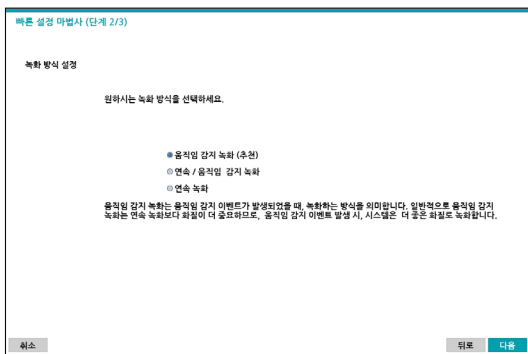 빠른 설정 마법사 (단계 2/3)
녹화 방식 설정
원하시는 녹화 방식을 선택하세요.
움직임 감지 녹화 (추천)
연속 / 움직임 감지 녹화
연속 녹화
움직임 감지 녹화는 움직임 감지 이벤트가 발생되었을 때, 녹화하는 방식을 의미합니다. 일반적으로 움직임 감지
녹화는 연속 녹화보다 화질이 더 중요하므로, 움직임 감지 이벤트 발생 시, 시스템은 더 좋은 화질로 녹화합니다.
취소
뒤로
다음